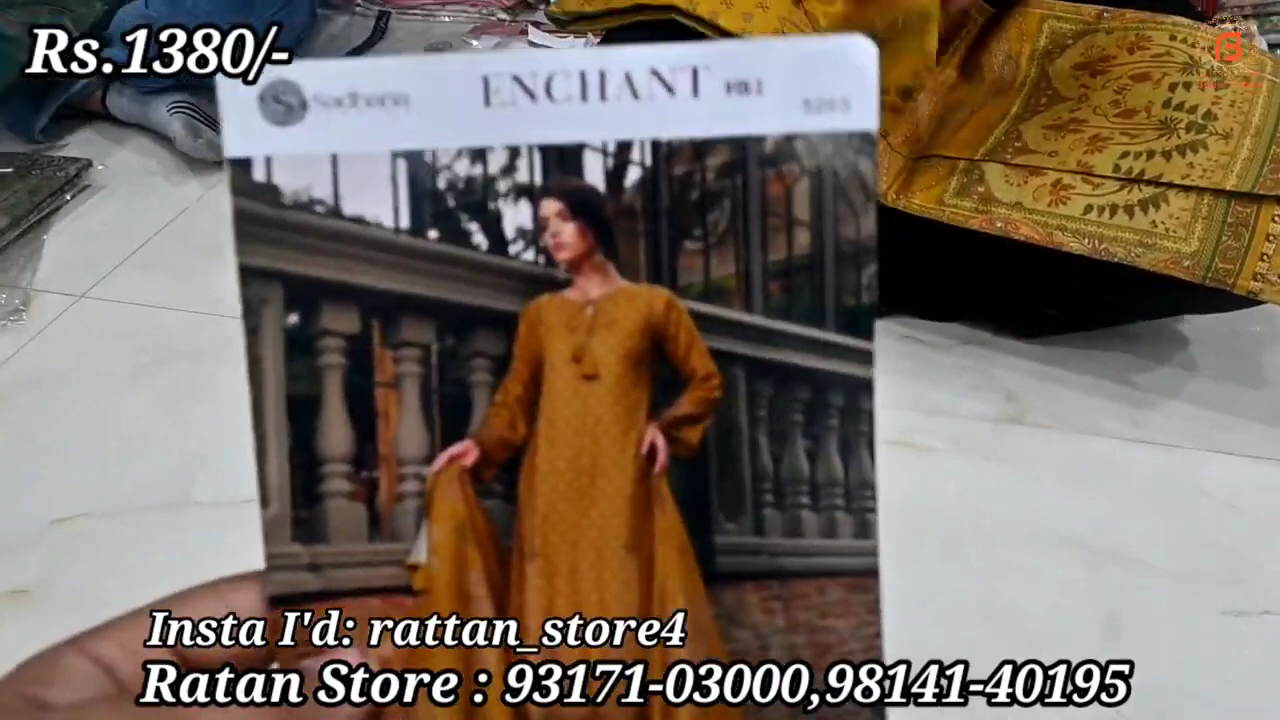 Rs.1380/-
Sadhana
ENCHANT
Insta I'd: rattan_store4
Ratan Store : 93171-03000,98141-40195